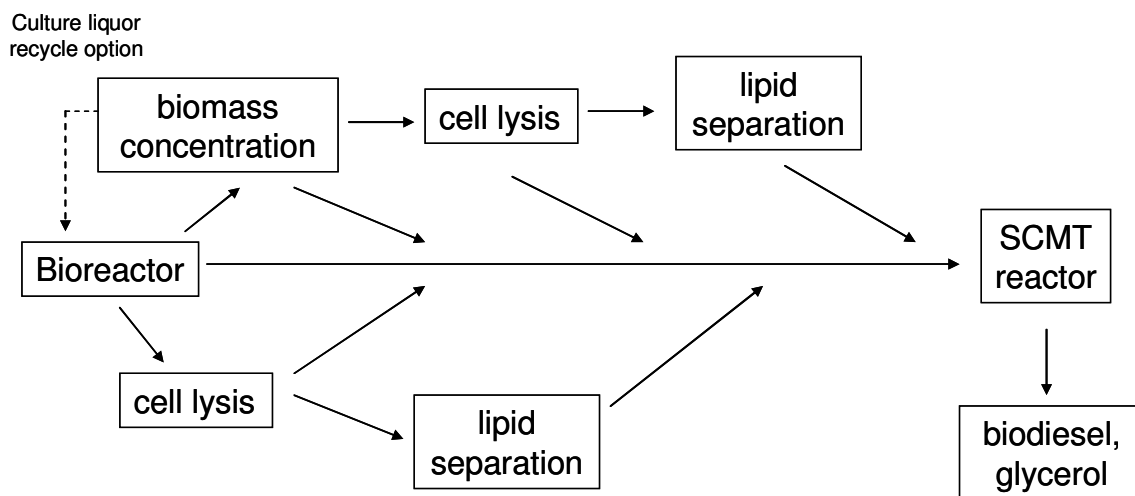 Culture liquor
recycle option
biomass
concentration
cell lysis
lipid
separation
Bioreactor
SCMT
reactor
cell lysis
lipid
separation
biodiesel,
glycerol